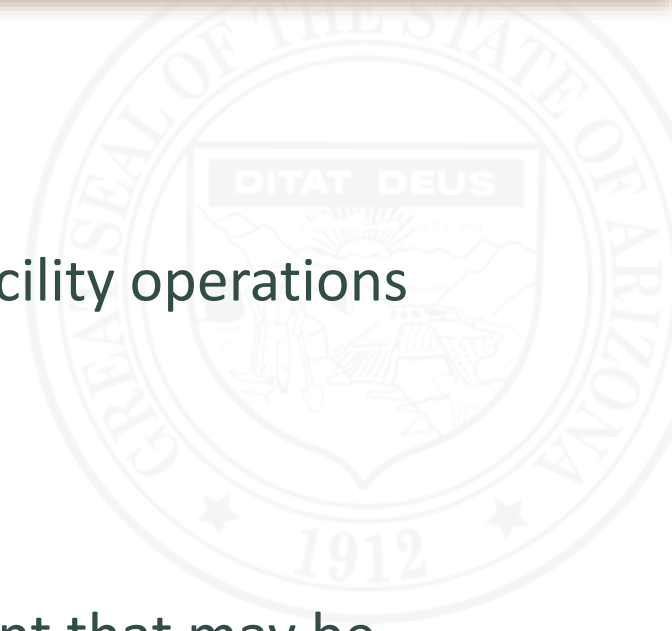 GREAT SEAL OF THE STATE OF ARIZONA
DITAT DEUS
cility operations
1912
nt that may be